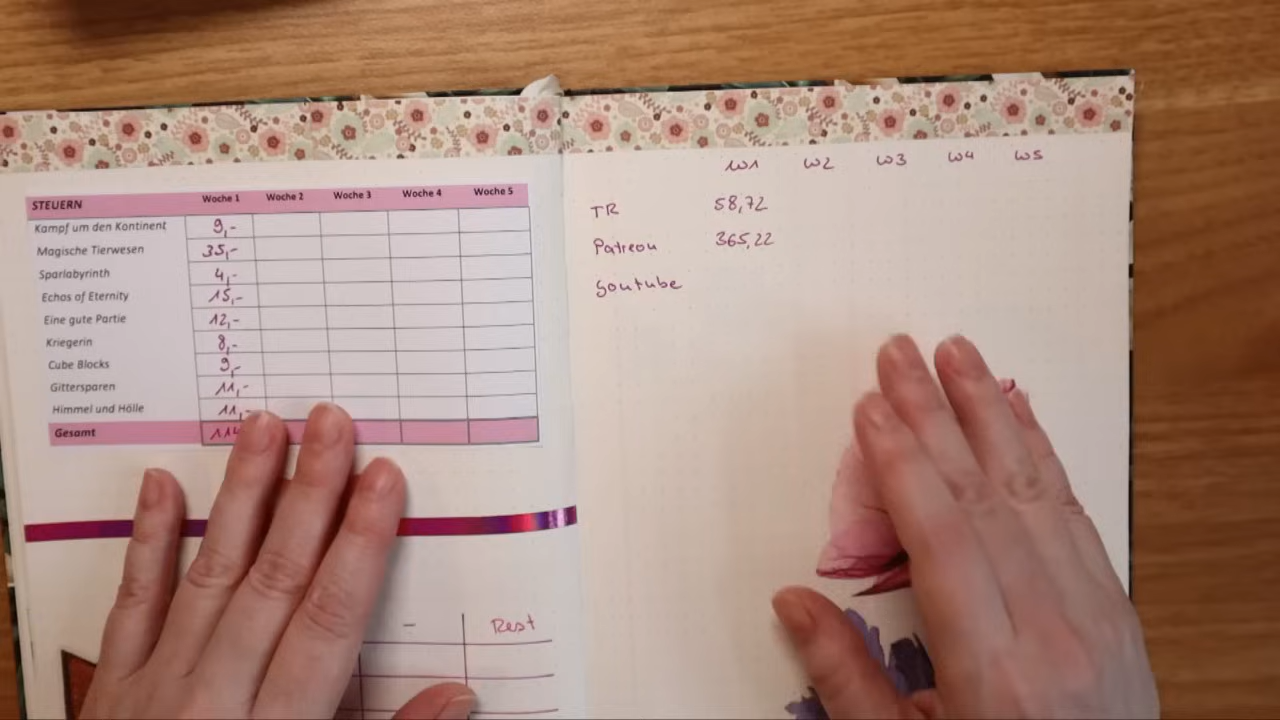 STEUERN Woche 1 Woche 2 Woche 3 Woche 4 Woche 5
Kampf um den Kontinent 9,-
Magische Tierwesen 35,-
Sparlabyrinth 4,-
Echos of Eternity 15,-
Eine gute Partie 12,-
Kriegerin 8,-
Cube Blocks 9,-
Gittersparen 11,-
Himmel und Hölle 11,-
Gesamt
- Rest
W1 W2 W3 W4 W5
TR 58,72
Patreon 365,22
Youtube